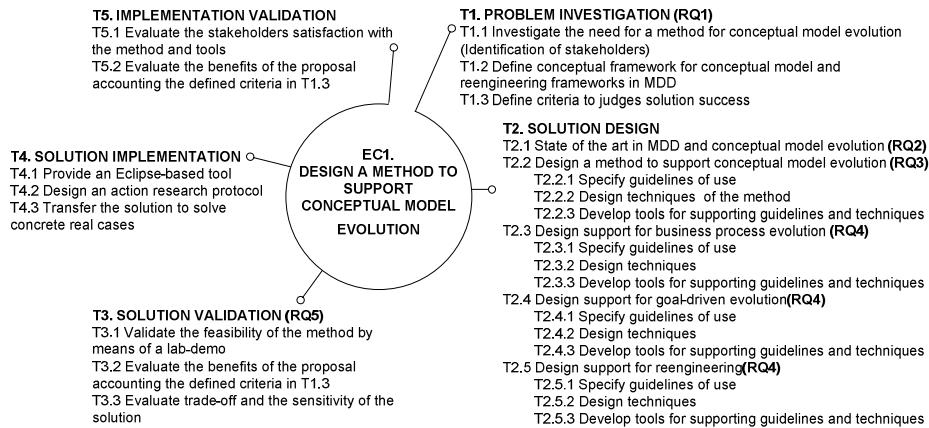 T5. IMPLEMENTATION VALIDATION
T5.1 Evaluate the stakeholders satisfaction with
the method and tools
T5.2 Evaluate the benefits of the proposal
accounting the defined criteria in T1.3
T1. PROBLEM INVESTIGATION (RQ1)
T1.1 Investigate the need for a method for conceptual model evolution
(Identification of stakeholders)
T1.2 Define conceptual framework for conceptual model and
reengineering frameworks in MDD
T1.3 Define criteria to judges solution success
EC1.
DESIGN A METHOD TO
SUPPORT
CONCEPTUAL MODEL
EVOLUTION
T2. SOLUTION DESIGN
T2.1 State of the art in MDD and conceptual model evolution (RQ2)
T2.2 Design a method to support conceptual model evolution (RQ3)
T2.2.1 Specify guidelines of use
T2.2.2 Design techniques of the method
T2.2.3 Develop tools for supporting guidelines and techniques
T2.3 Design support for business process evolution (RQ4)
T2.3.1 Specify guidelines of use
T2.3.2 Design techniques
T2.3.3 Develop tools for supporting guidelines and techniques
T2.4 Design support for goal-driven evolution(RQ4)
T2.4.1 Specify guidelines of use
T2.4.2 Design techniques
T2.4.3 Develop tools for supporting guidelines and techniques
T2.5 Design support for reengineering(RQ4)
T2.5.1 Specify guidelines of use
T2.5.2 Design techniques
T2.5.3 Develop tools for supporting guidelines and techniques
T4. SOLUTION IMPLEMENTATION
T4.1 Provide an Eclipse-based tool
T4.2 Design an action research protocol
T4.3 Transfer the solution to solve
concrete real cases
T3. SOLUTION VALIDATION (RQ5)
T3.1 Validate the feasibility of the method by
means of a lab-demo
T3.2 Evaluate the benefits of the proposal
accounting the defined criteria in T1.3
T3.3 Evaluate trade-off and the sensitivity of the
solution